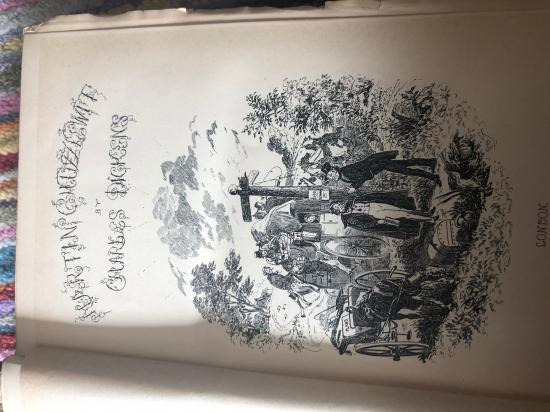 MARTIN CHUZZLEWIT
BY
CHARLES DICKENS
LONDON